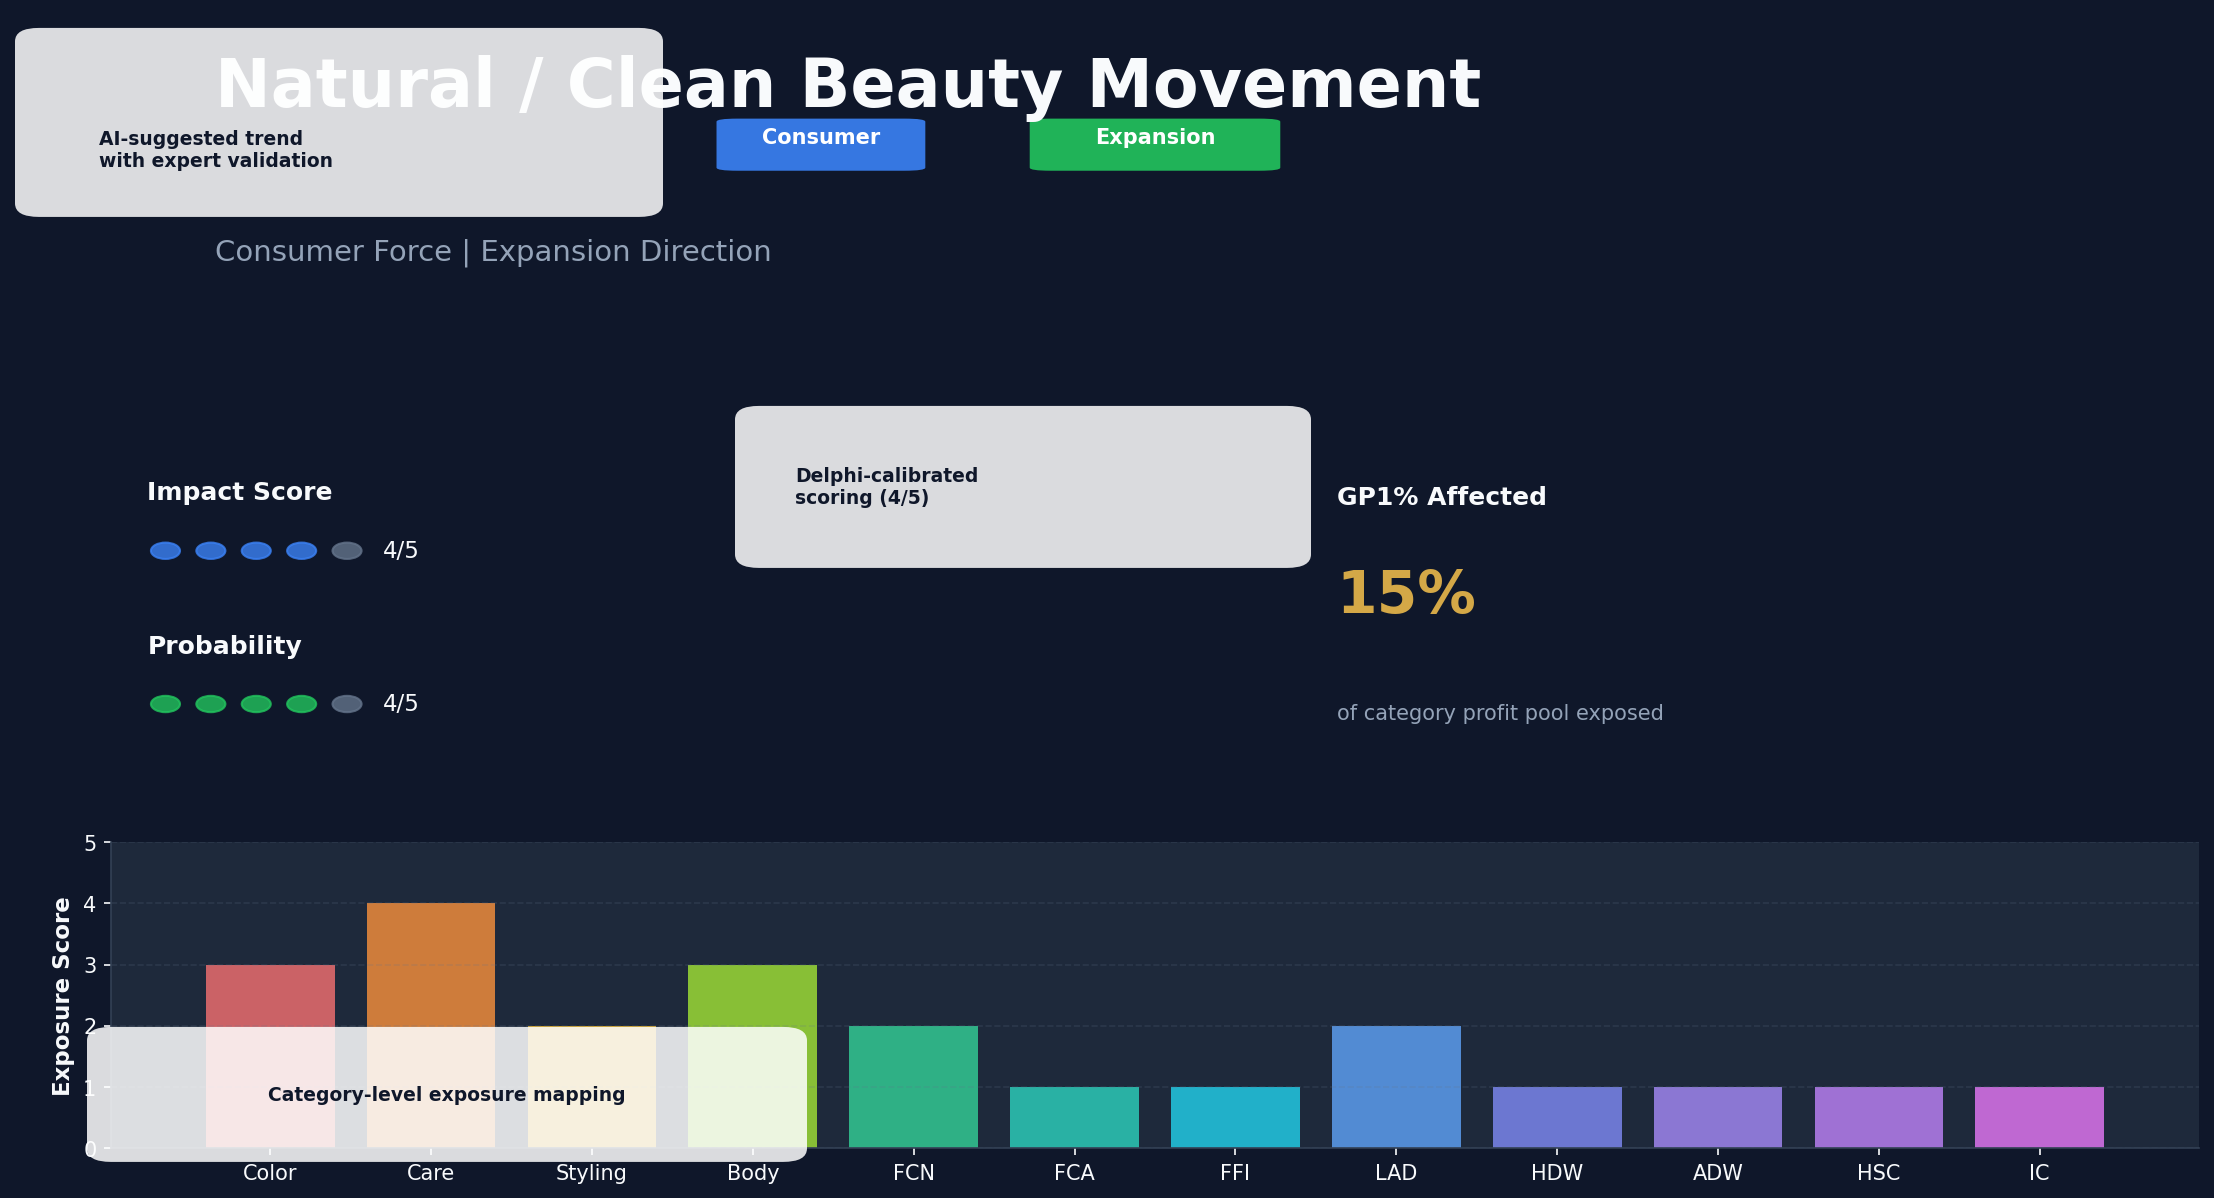 Natural / Clean Beauty Movement
AI-suggested trend
with expert validation
Consumer
Expansion
Consumer Force | Expansion Direction
Delphi-calibrated
scoring (4/5)
Impact Score
GP1% Affected
4/5
15%
Probability
4/5
of category profit pool exposed
Exposure Score
5
4
3
2
1
0
Category-level exposure mapping
Color
Care
Styling
Body
FCN
FCA
FFI
LAD
HDW
ADW
HSC
IC